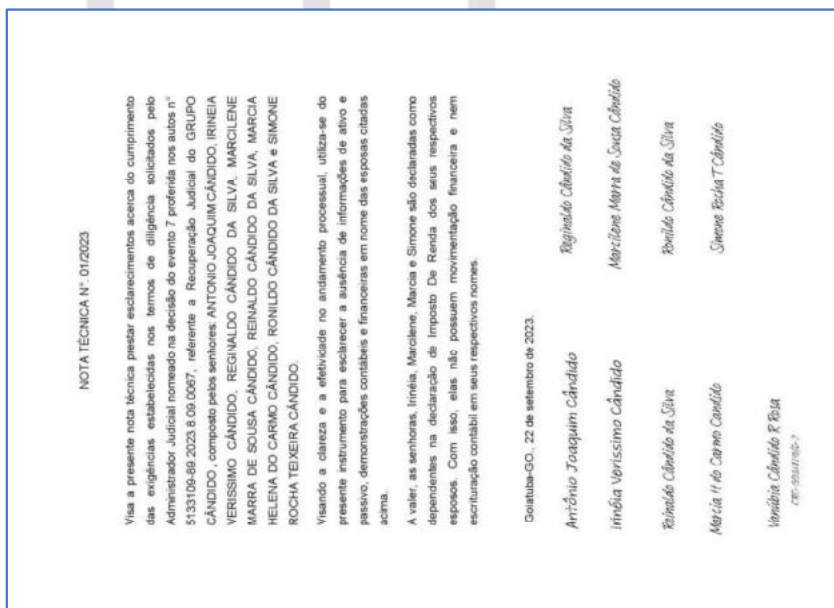 NOTA TÉCNICA N°. 01/2023
Visa a presente nota técnica prestar esclarecimentos acerca do cumprimento
das exigências estabelecidas nos termos de diligência solicitados pelo
Administrador Judicial nomeado na decisão do evento 7 proferida nos autos n°
5133109-89.2023.8.09.0067, referente a Recuperação Judicial do GRUPO
CÂNDIDO , composto pelos senhores: ANTONIO JOAQUIM CÂNDIDO, IRINEIA
VERISSIMO CÂNDIDO, REGINALDO CÂNDIDO DA SILVA, MARCILENE
MARRA DE SOUSA CÂNDIDO, REINALDO CÂNDIDO DA SILVA, MARCIA
HELENA DO CARMO CÂNDIDO, RONILDO CÂNDIDO DA SILVA e SIMONE
ROCHA TEIXEIRA CÂNDIDO.
Visando a clareza e a efetividade no andamento processual, utiliza-se do
presente instrumento para esclarecer a ausência de informações de ativo e
passivo, demonstrações contábeis e financeiras em nome das esposas citadas
acima.
A valer, as senhoras, Irinéia, Marcilene, Marcia e Simone são declaradas como
dependentes na declaração de Imposto De Renda dos seus respectivos
esposos. Com isso, elas não possuem movimentação financeira e nem
escrituração contábil em seus respectivos nomes.
Goiatuba-GO., 22 de setembro de 2023.
Antônio Joaquim Cândido Reginaldo Cândido da Silva
Irinéia Verissimo Cândido Marcilene Marra de Sousa Cândido
Reinaldo Cândido da Silva Ronildo Cândido da Silva
Marcia H do Carmo Candido Simone Rocha T Cândido
Vanúbia Cândido R Rosa